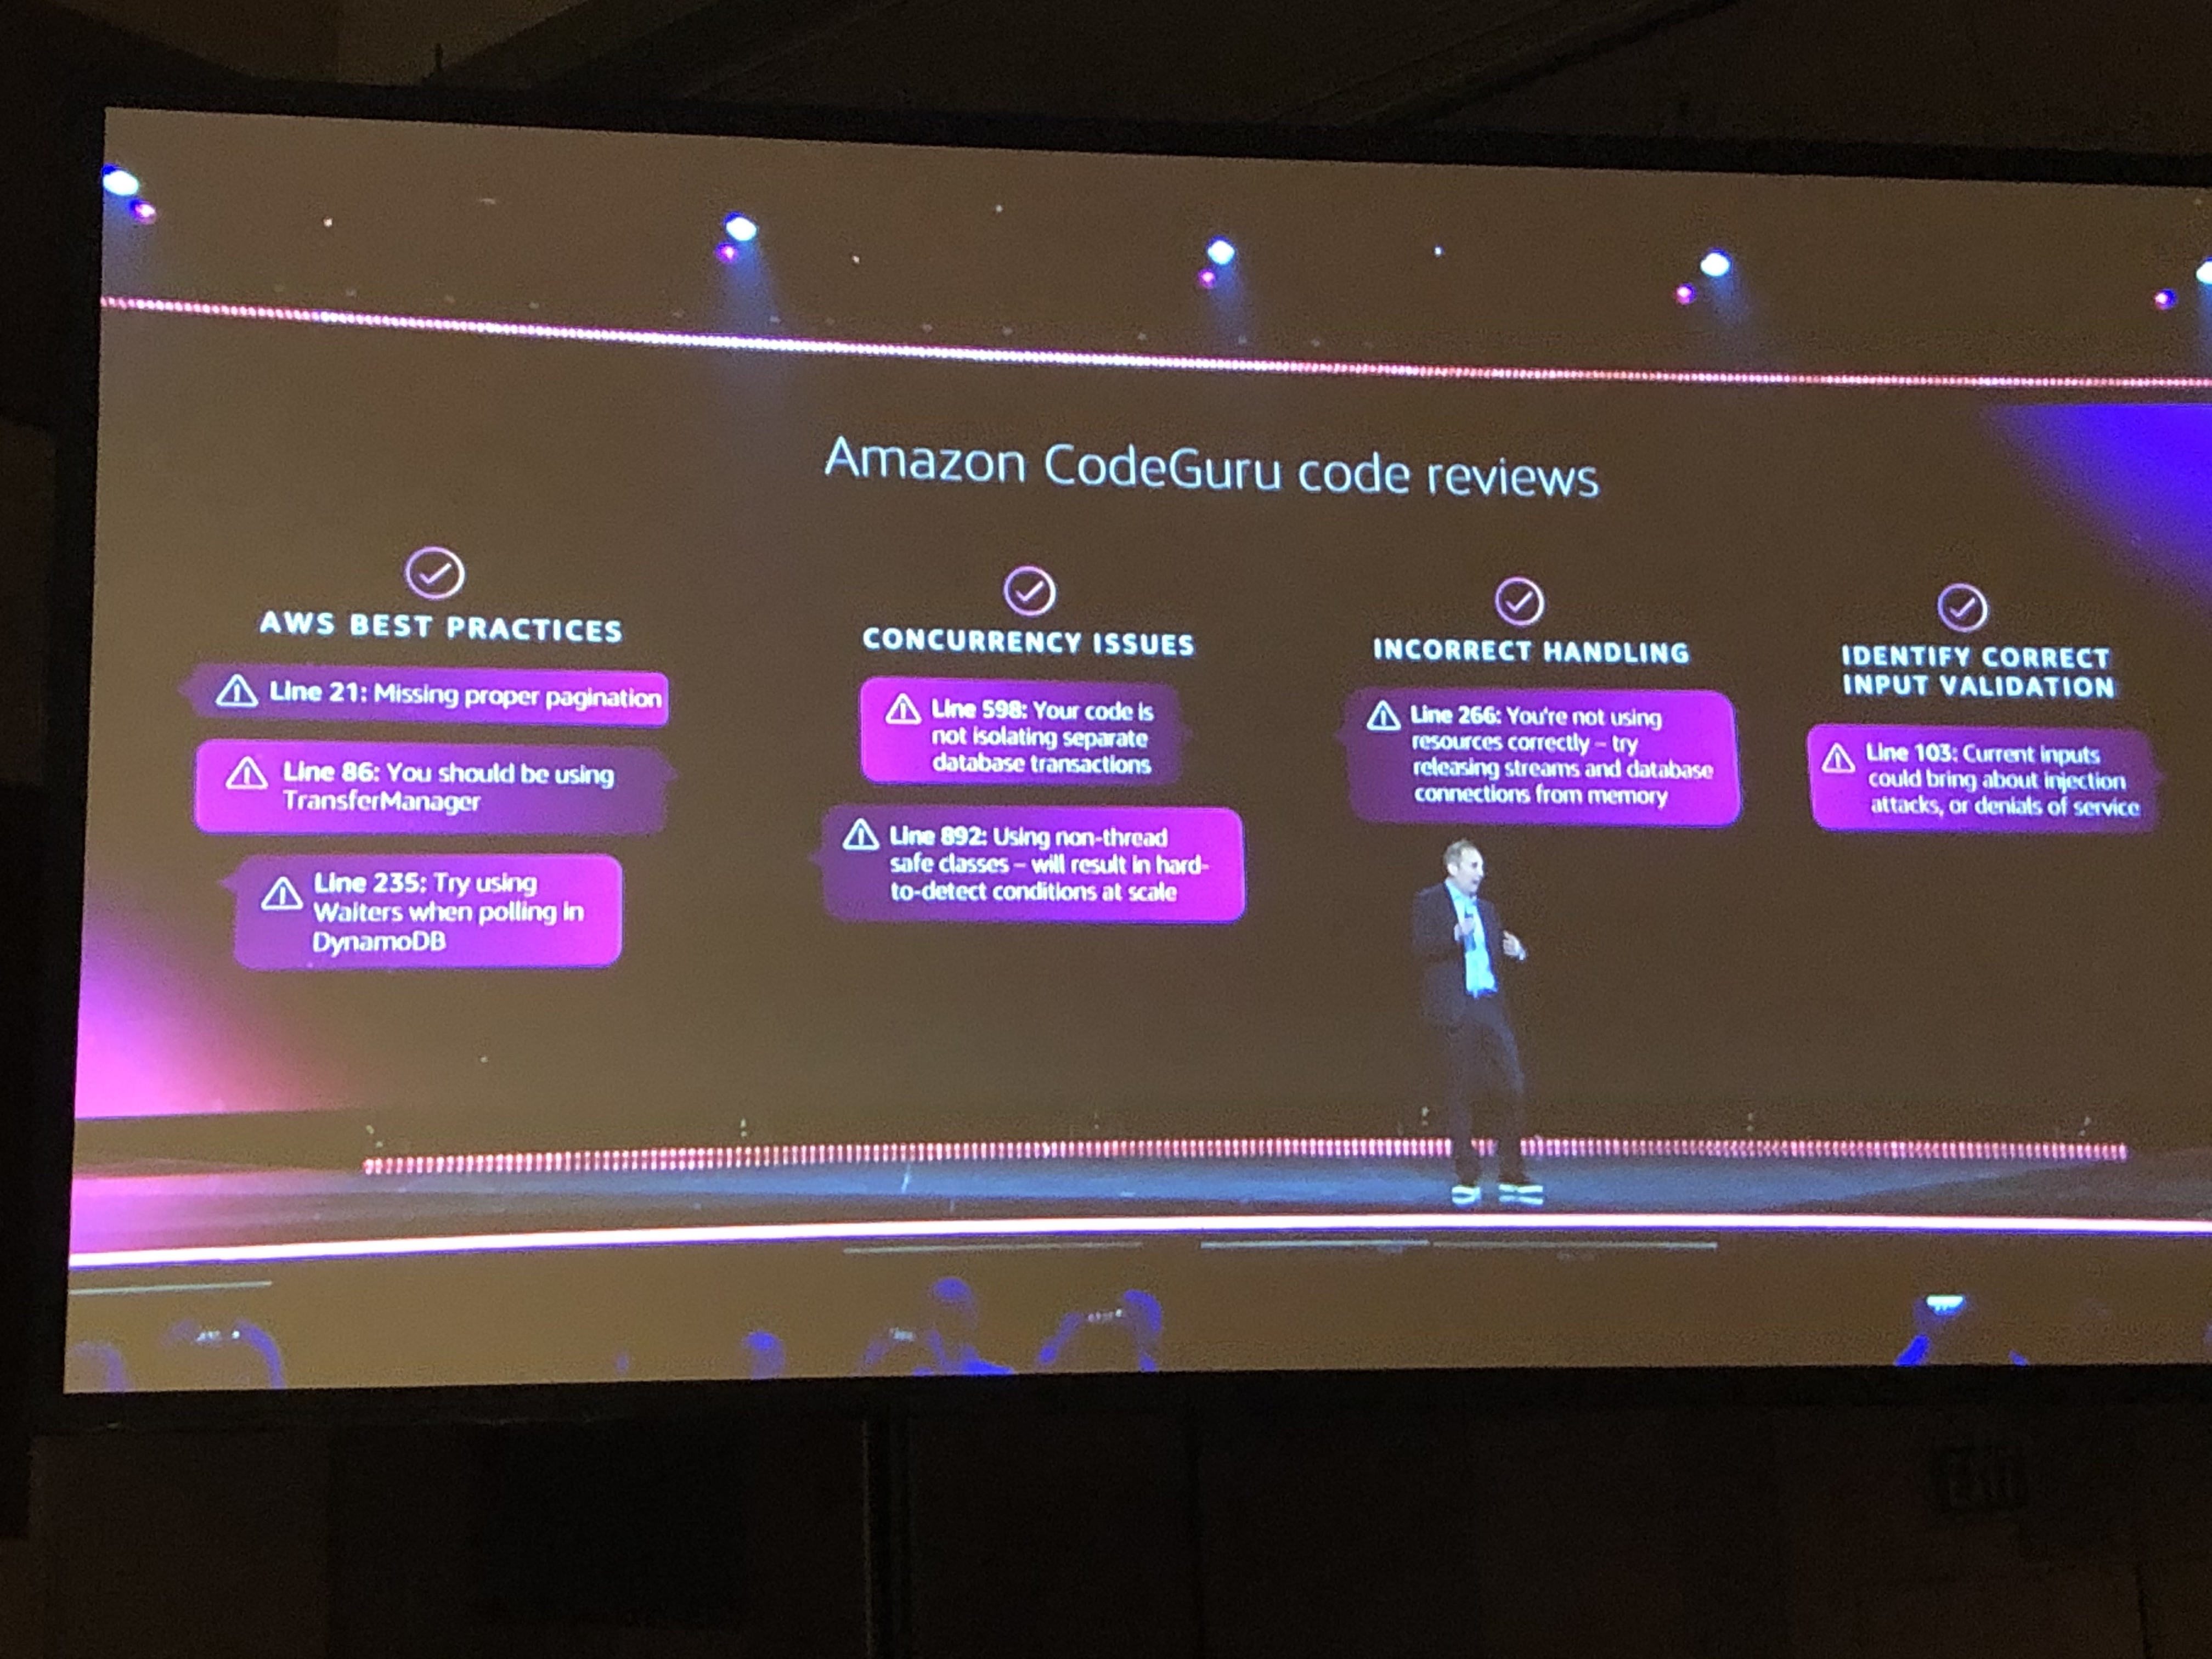 Amazon CodeGuru code reviews
AWS BEST PRACTICES
Line 21: Missing proper pagination
Line 86: You should be using
TransferManager
Line 235: Try using
Waiters when polling in
DynamoDB
CONCURRENCY ISSUES
Line 598: Your code is
not isolating separate
database transactions
Line 892: Using non-thread
safe classes – will result in hard-
to-detect conditions at scale
INCORRECT HANDLING
Line 266: You're not using
resources correctly – try
releasing streams and database
connections from memory
IDENTIFY CORRECT
INPUT VALIDATION
Line 103: Current inputs
could bring about injection
attacks, or denials of service